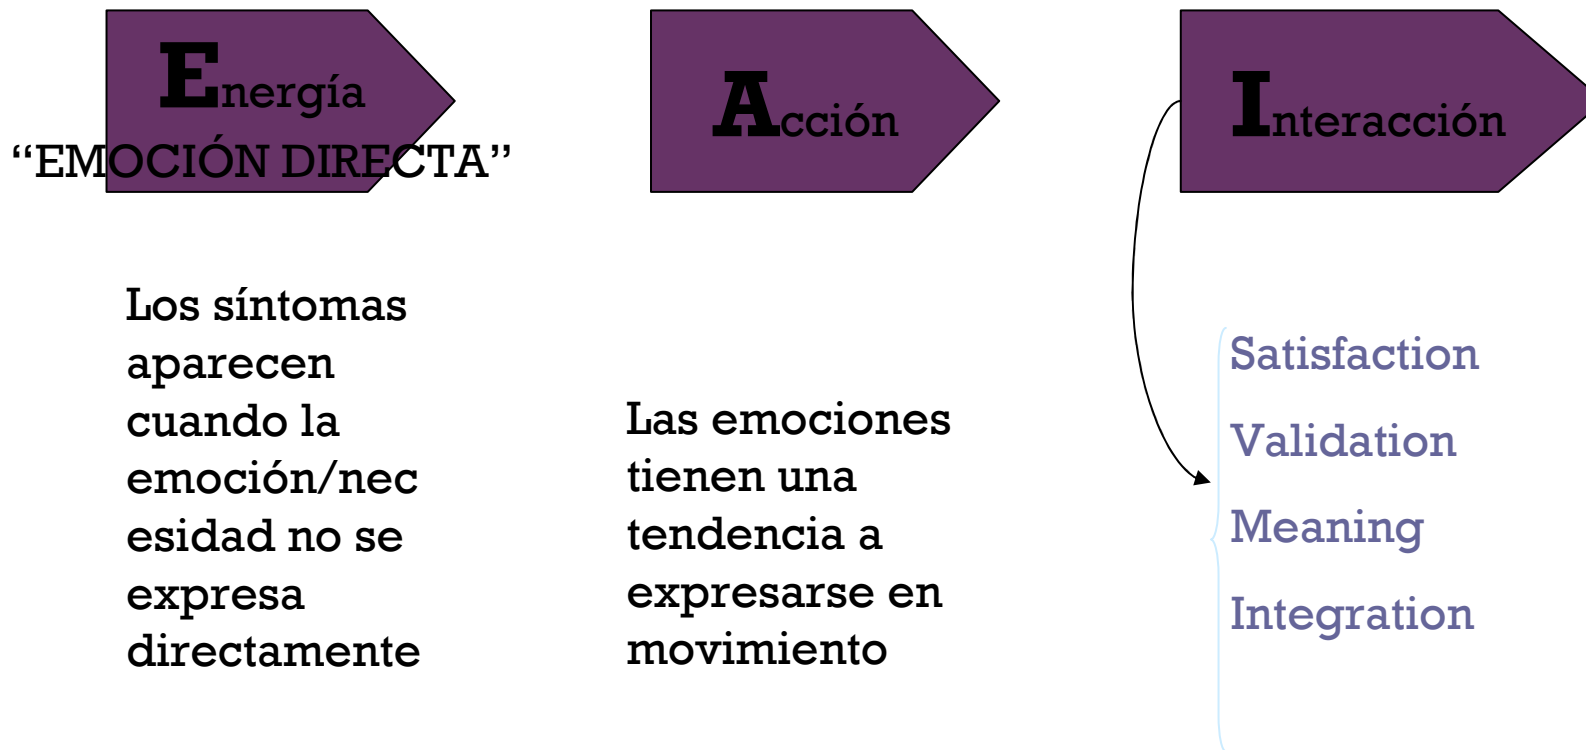 Energía
“EMOCIÓN DIRECTA”
Acción
Interacción
Los síntomas
aparecen
cuando la
emoción/nec
esidad no se
expresa
directamente
Las emociones
tienen una
tendencia a
expresarse en
movimiento
Satisfaction
Validation
Meaning
Integration